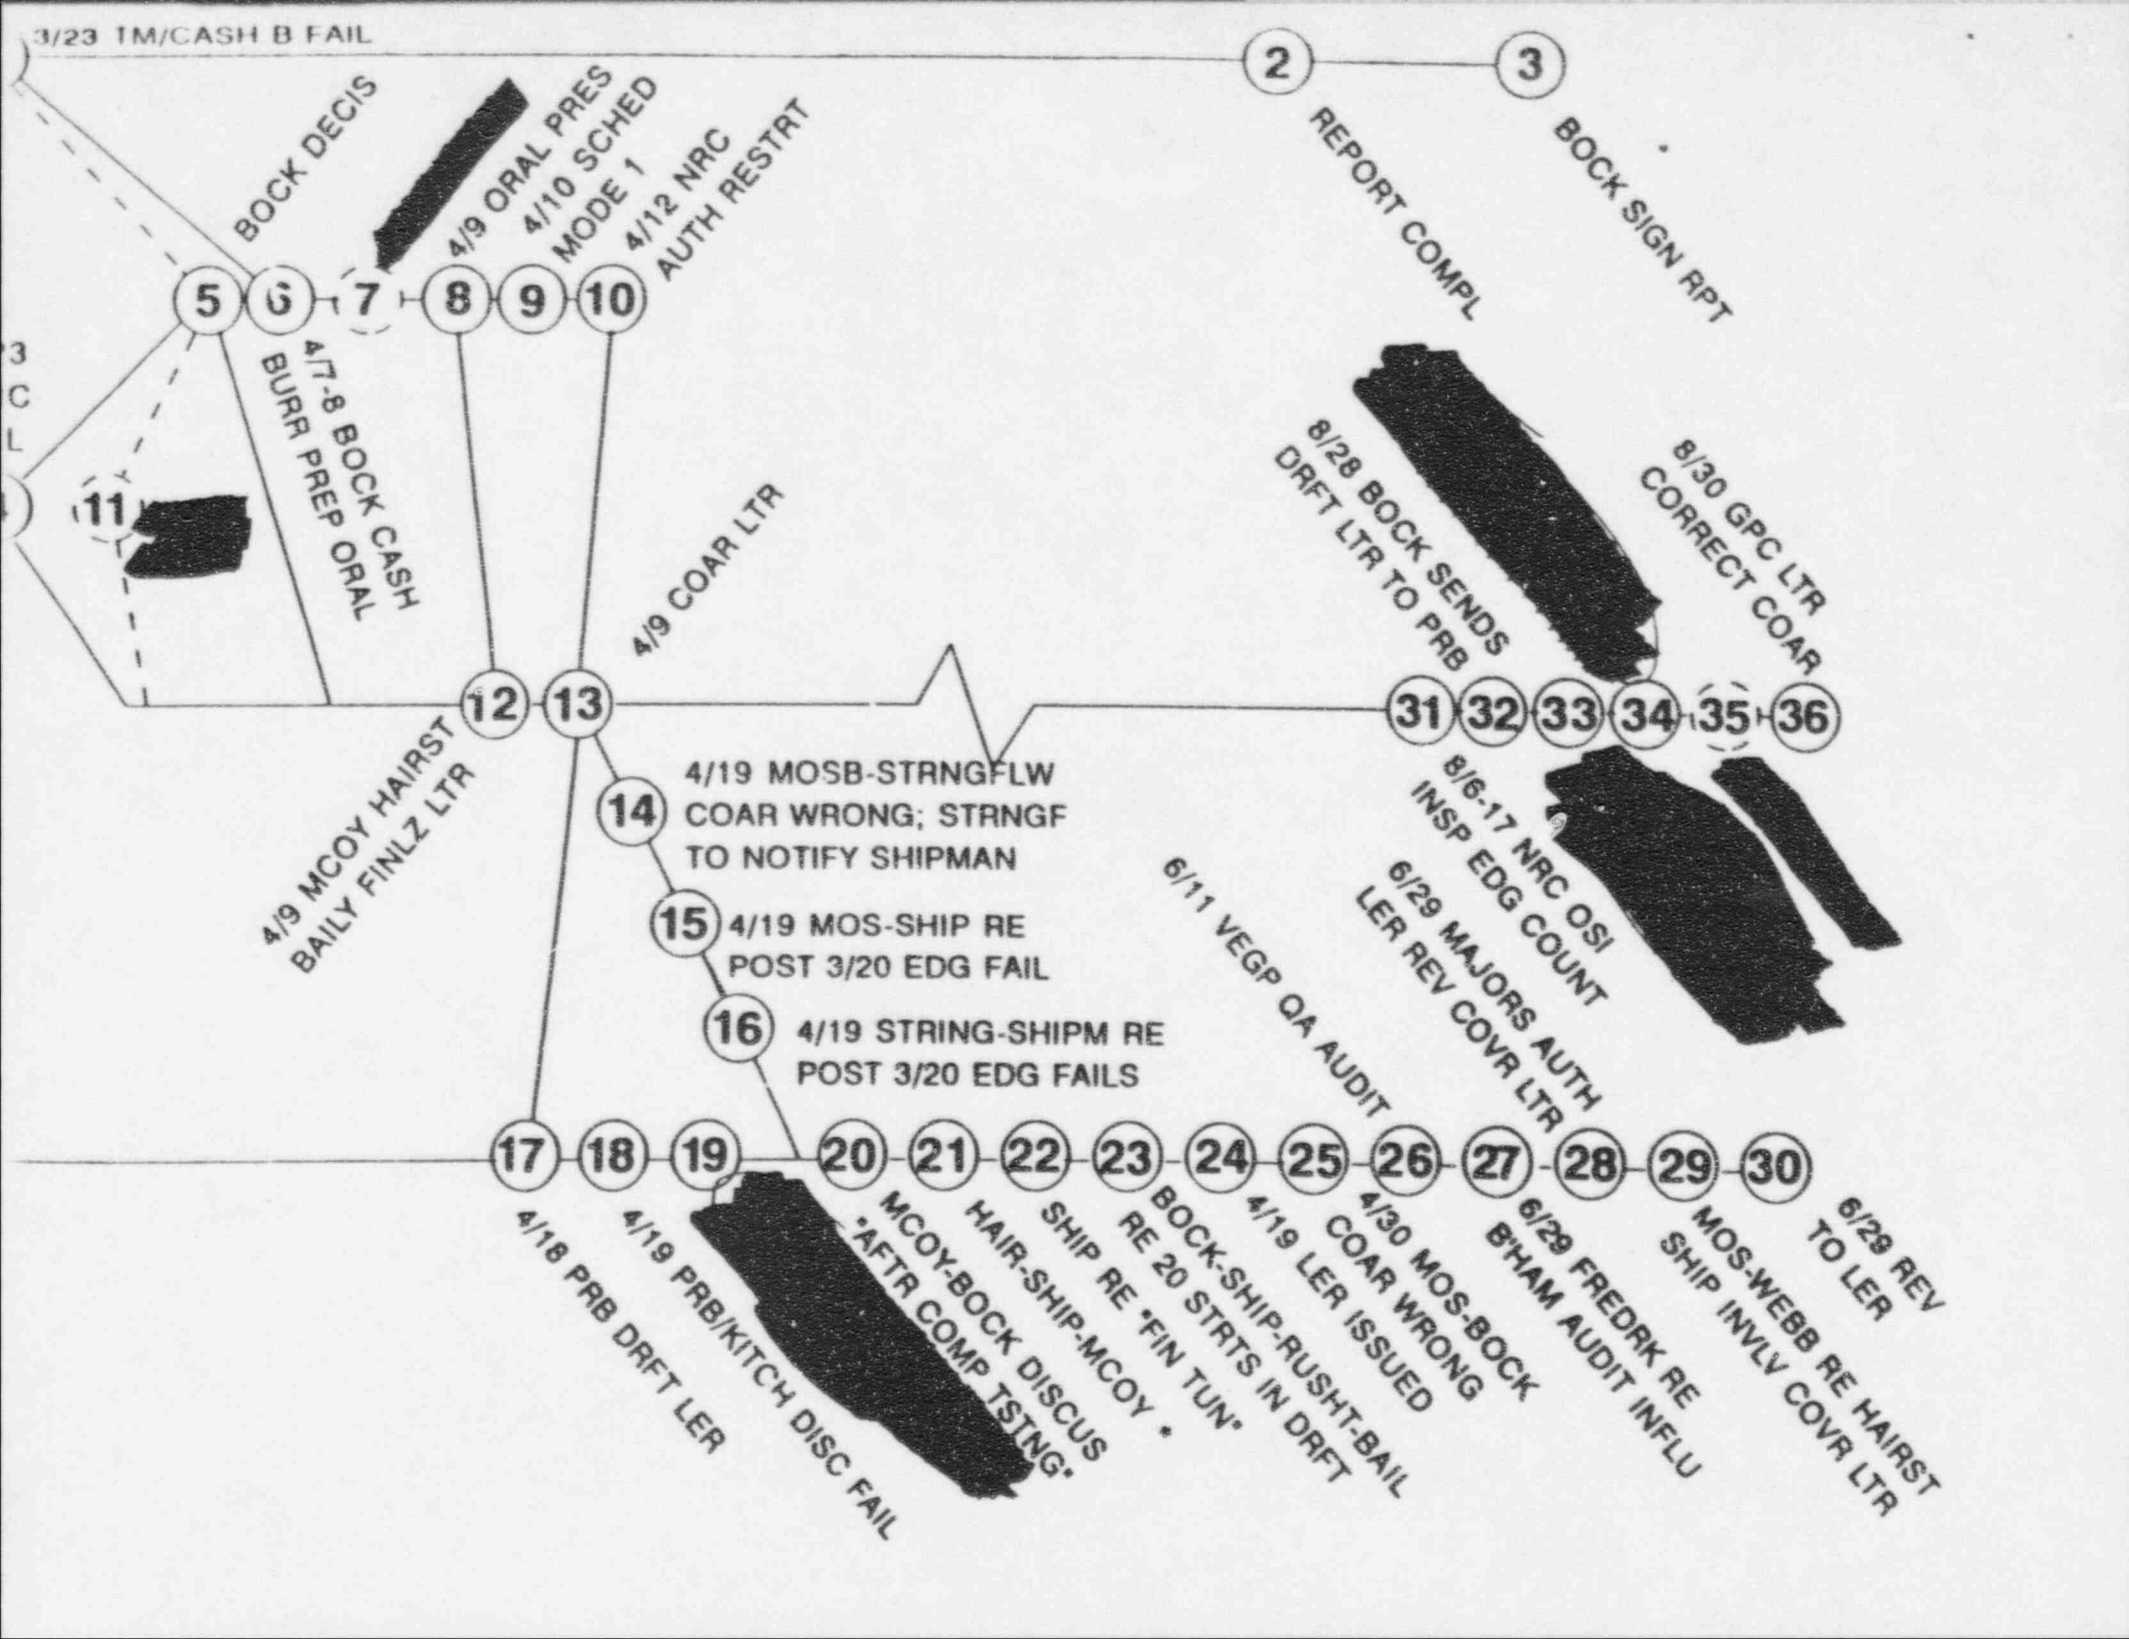 3/23 TM/CASH B FAIL
2
3
REPORT COMPL
BOCK SIGN RPT
BOCK DECIS
4/9 ORAL PRES
4/10 SCHED
MODE 1
4/12 NRC
AUTH RESTRT
5
6
7
8
9
10
4/7-8 BOCK CASH
BURR PREP ORAL
3
C
L
11
4/9 COAR LTR
8/28 BOCK SENDS
DRFT LTR TO PRB
8/30 GPC LTR
CORRECT COAR
12
13
31
32
33
34
35
36
4/9 MCOY HAIRST
BAILY FINLZ LTR
14
4/19 MOSB-STRNGFLW
COAR WRONG; STRNGF
TO NOTIFY SHIPMAN
15
4/19 MOS-SHIP RE
POST 3/20 EDG FAIL
16
4/19 STRING-SHIPM RE
POST 3/20 EDG FAILS
8/6-17 NRC OSI
INSP EDG COUNT
6/29 MAJORS AUTH
LER REV COVR LTR
6/11 VEGP QA AUDIT
17
18
19
20
21
22
23
24
25
26
27
28
29
30
4/18 PRB DRFT LER
4/19 PRB/KITCH DISC FAIL
MCOY-BOCK DISCUS
"AFTR COMP TSTNG"
HAIR-SHIP-MCOY *
SHIP RE "FIN TUN"
BOCK-SHIP-RUSHT-BAIL
RE 20 STRTS IN DRFT
4/19 LER ISSUED
4/30 MOS-BOCK
COAR WRONG
6/29 FREDRK RE
B'HAM AUDIT INFLU
MOS-WEBB RE HAIRST
SHIP INVLV COVR LTR
6/29 REV
TO LER